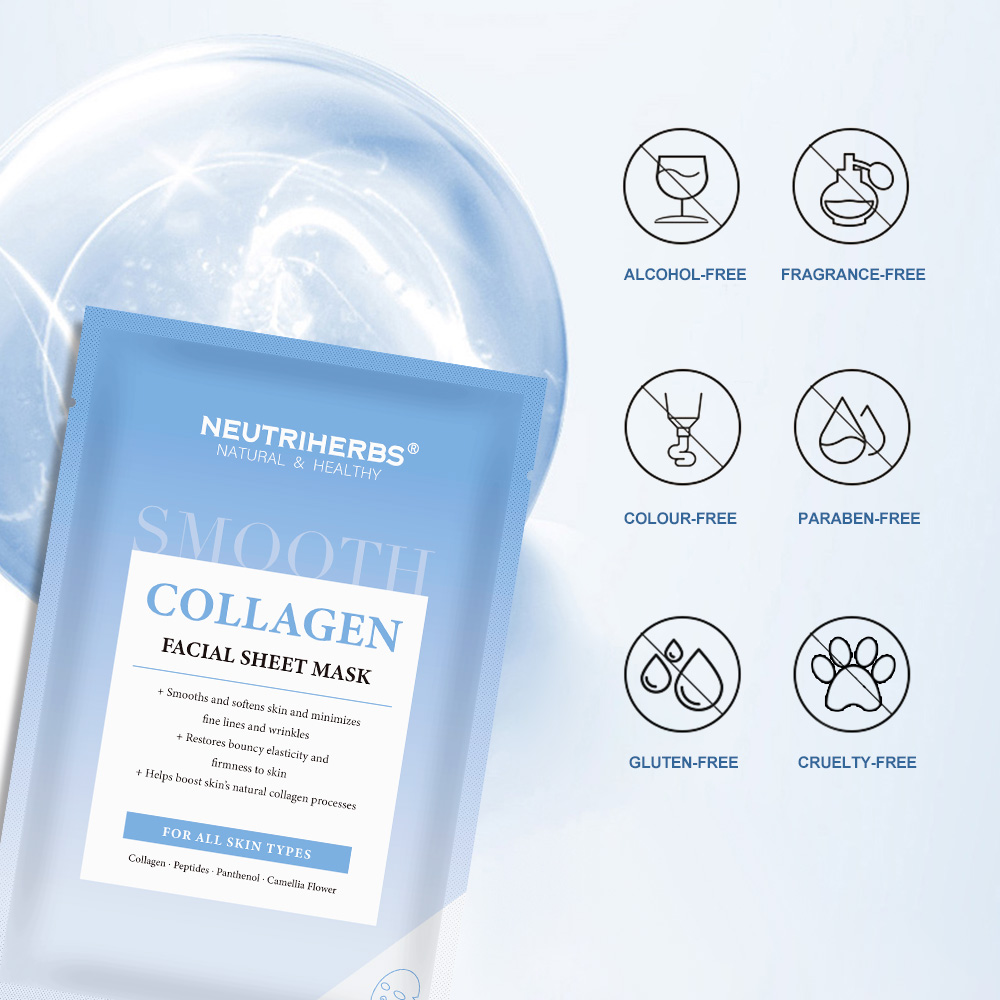 NEUTRIHERBS®
NATURAL & HEALTHY
SMOOTH
COLLAGEN
FACIAL SHEET MASK
+ Smooths and softens skin and minimizes
fine lines and wrinkles
+ Restores bouncy elasticity and
firmness to skin
+ Helps boost skin's natural collagen processes
FOR ALL SKIN TYPES
Collagen · Peptides · Panthenol · Camellia Flower
ALCOHOL-FREE FRAGRANCE-FREE
COLOUR-FREE PARABEN-FREE
GLUTEN-FREE CRUELTY-FREE